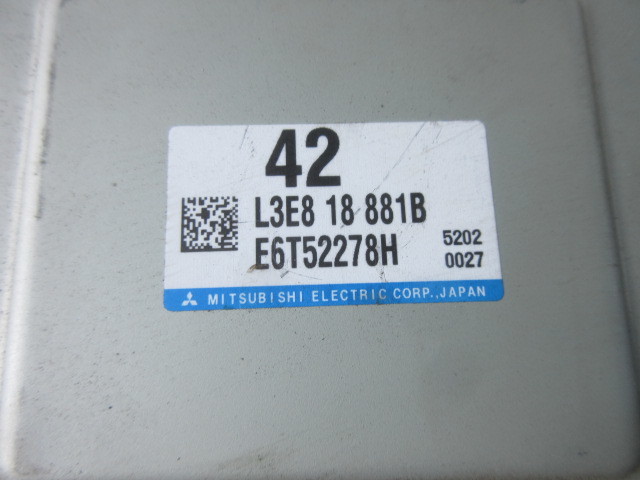 42
L3E8 18 881B
E6T52278H 5202
0027
MITSUBISHI ELECTRIC CORP.,JAPAN